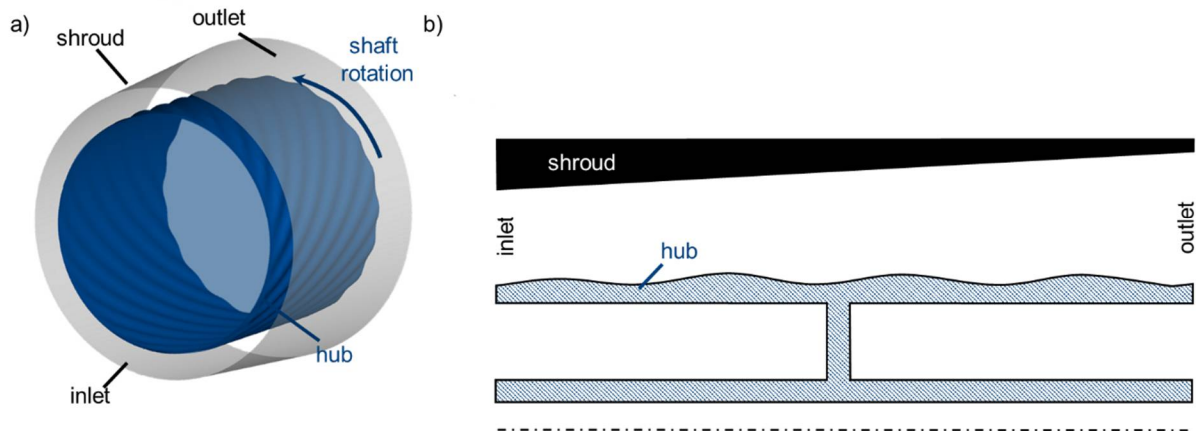 a)
outlet
shroud
shaft
rotation
hub
inlet
b)
shroud
inlet
outlet
hub